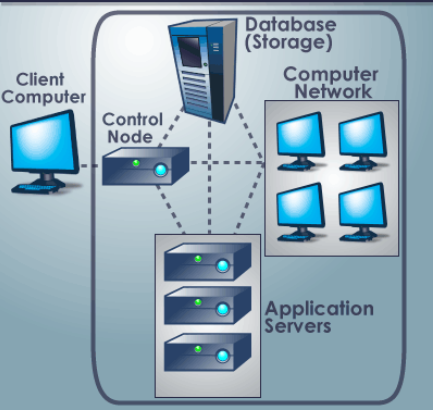 Database
(Storage)
Client
Computer
Computer
Network
Control
Node
Application
Servers